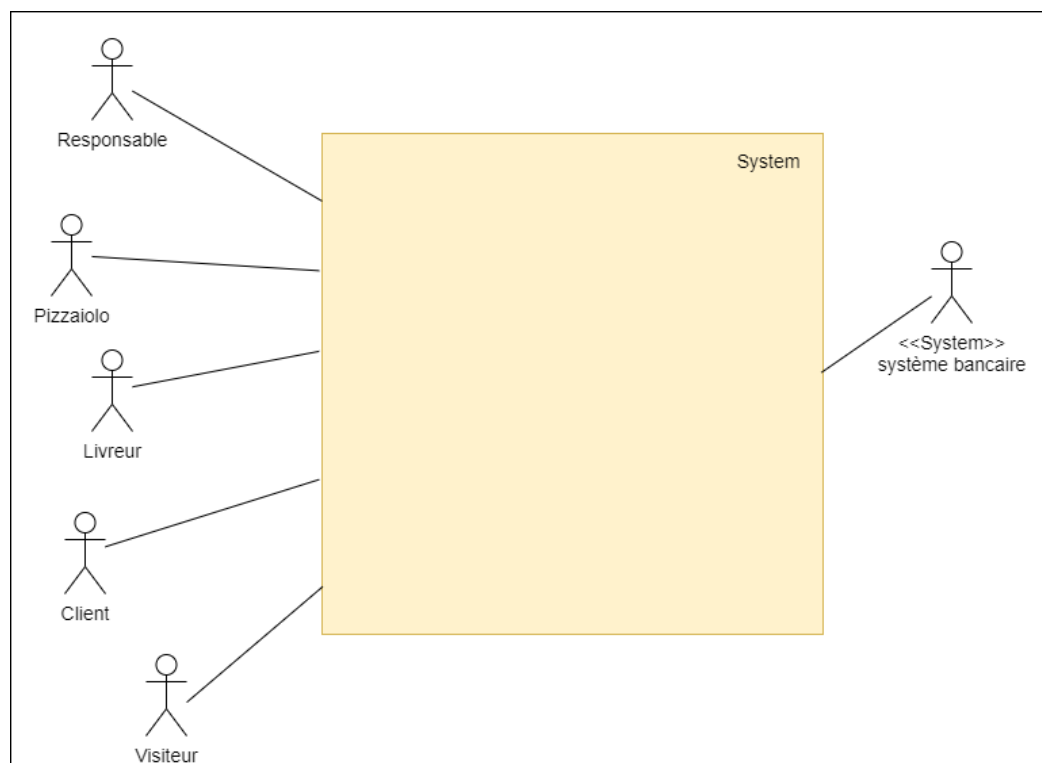 Responsable
System
Pizzaiolo
<<System>>
système bancaire
Livreur
Client
Visiteur